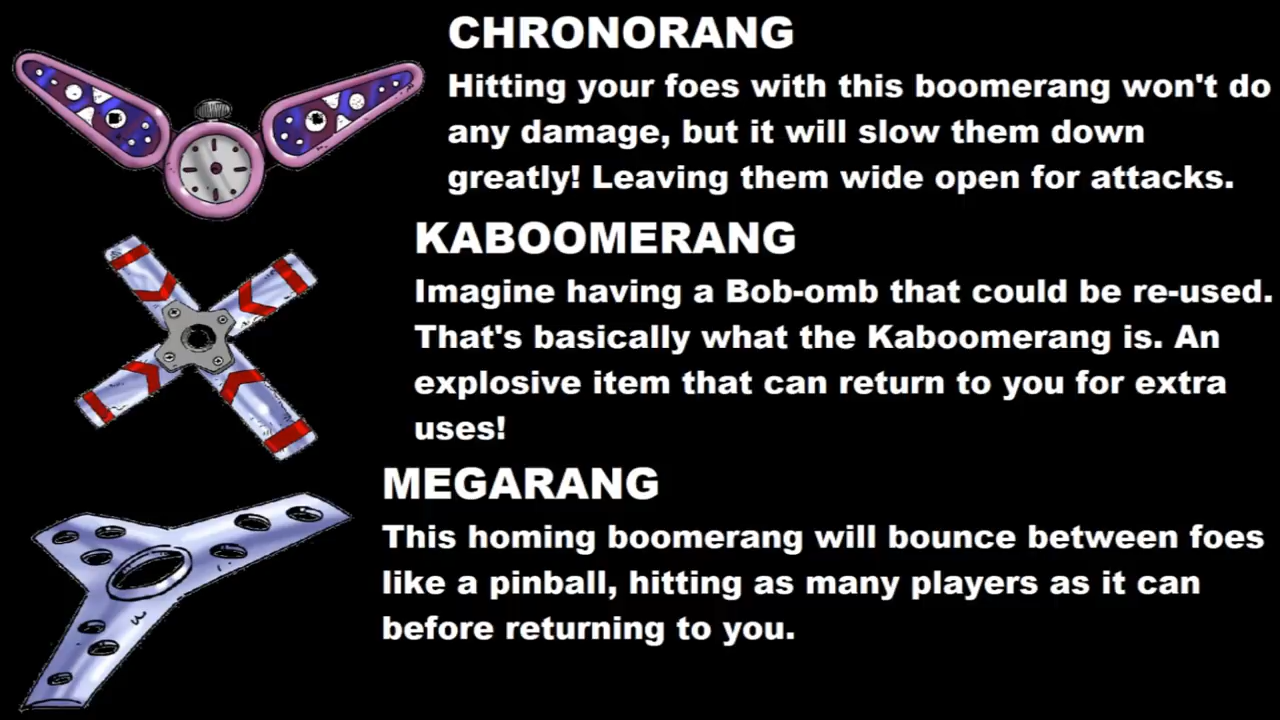 CHRONORANG
Hitting your foes with this boomerang won't do
any damage, but it will slow them down
greatly! Leaving them wide open for attacks.
KABOOMERANG
Imagine having a Bob-omb that could be re-used.
That's basically what the Kaboomerang is. An
explosive item that can return to you for extra
uses!
MEGARANG
This homing boomerang will bounce between foes
like a pinball, hitting as many players as it can
before returning to you.